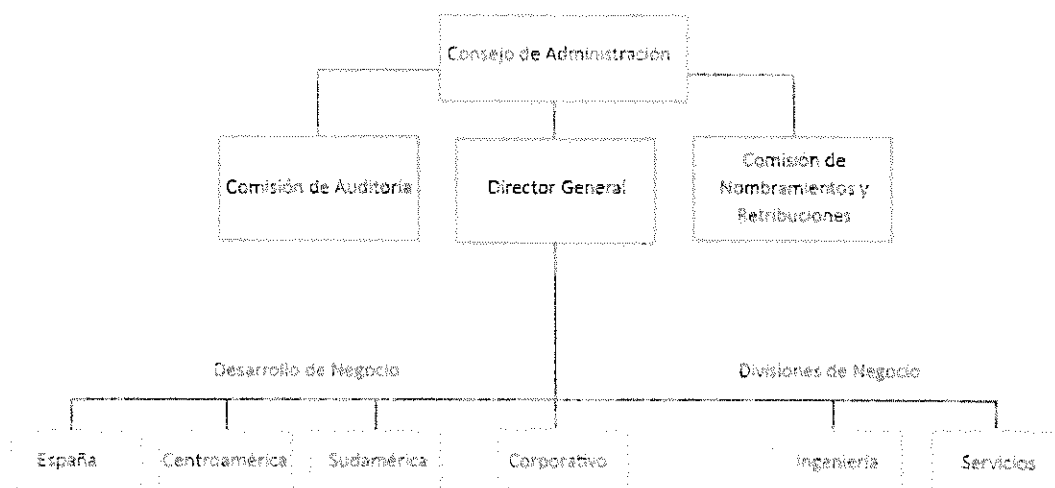 Consejo de Administración
Comisión de Auditoría
Director General
Comisión de
Nombramientos y
Retribuciones
Desarrollo de Negocio
Divisiones de Negocio
España
Centroamérica
Sudamérica
Corporativo
Ingeniería
Servicios